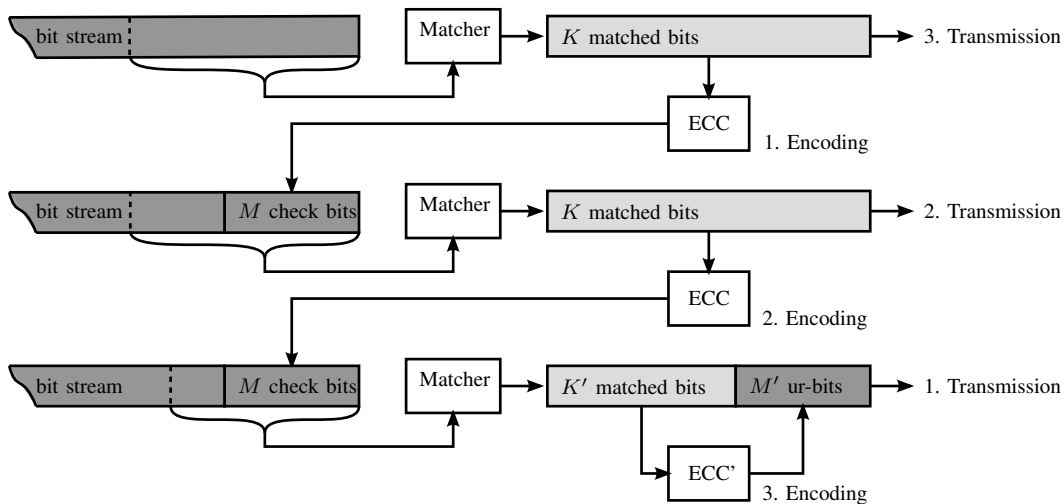 bit stream
Matcher
K matched bits
3. Transmission
ECC
1. Encoding
bit stream
M check bits
Matcher
K matched bits
2. Transmission
ECC
2. Encoding
bit stream
M check bits
Matcher
K′ matched bits
M′ ur-bits
1. Transmission
ECC'
3. Encoding